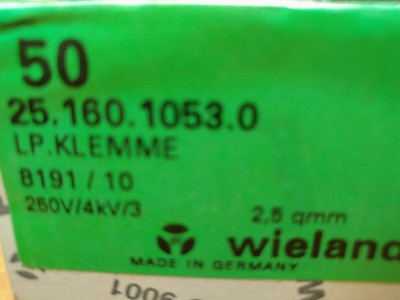 50
25.160.1053.0
LP.KLEMME
8191 / 10
250V/4kV/3
2,5 qmm
wieland
MADE IN GERMANY
9001